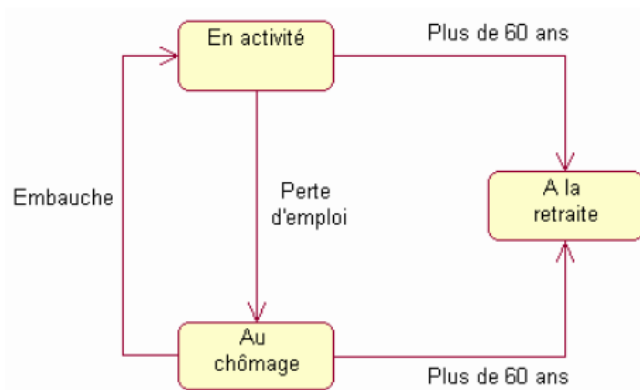 En activité
Plus de 60 ans
Embauche
Perte
d'emploi
A la
retraite
Au
chômage
Plus de 60 ans